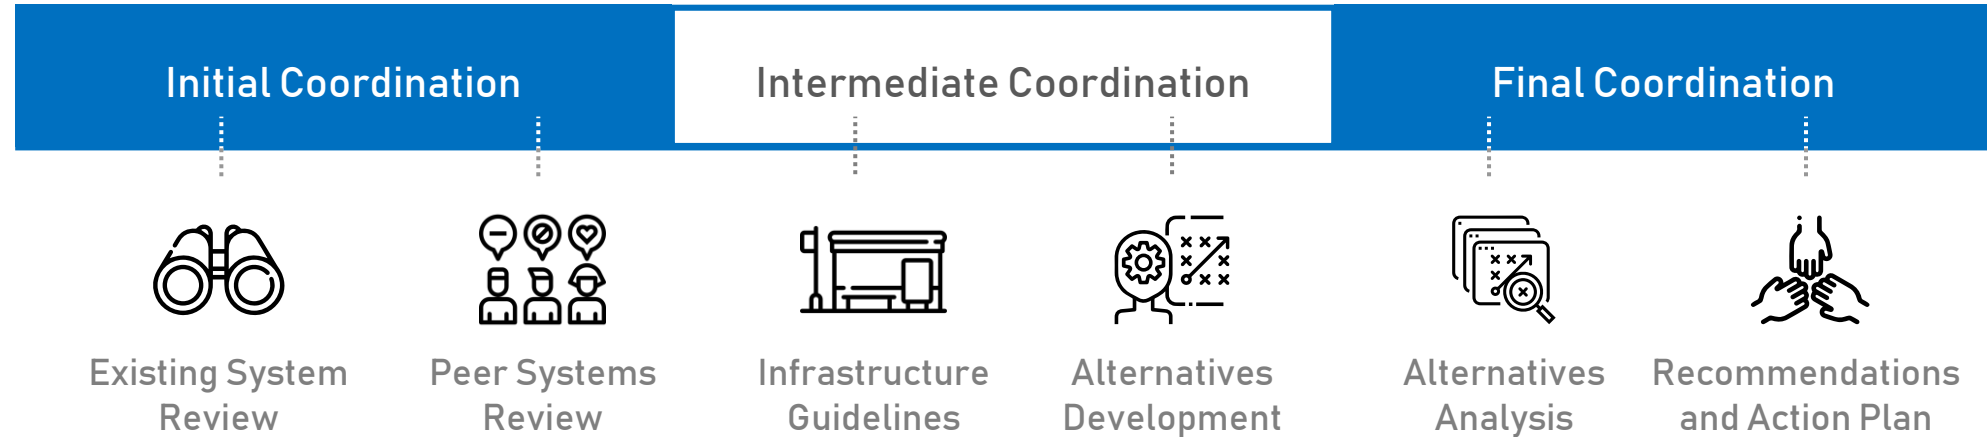 Initial Coordination
Intermediate Coordination
Final Coordination
Existing System
Review
Peer Systems
Review
Infrastructure
Guidelines
Alternatives
Development
Alternatives
Analysis
Recommendations
and Action Plan